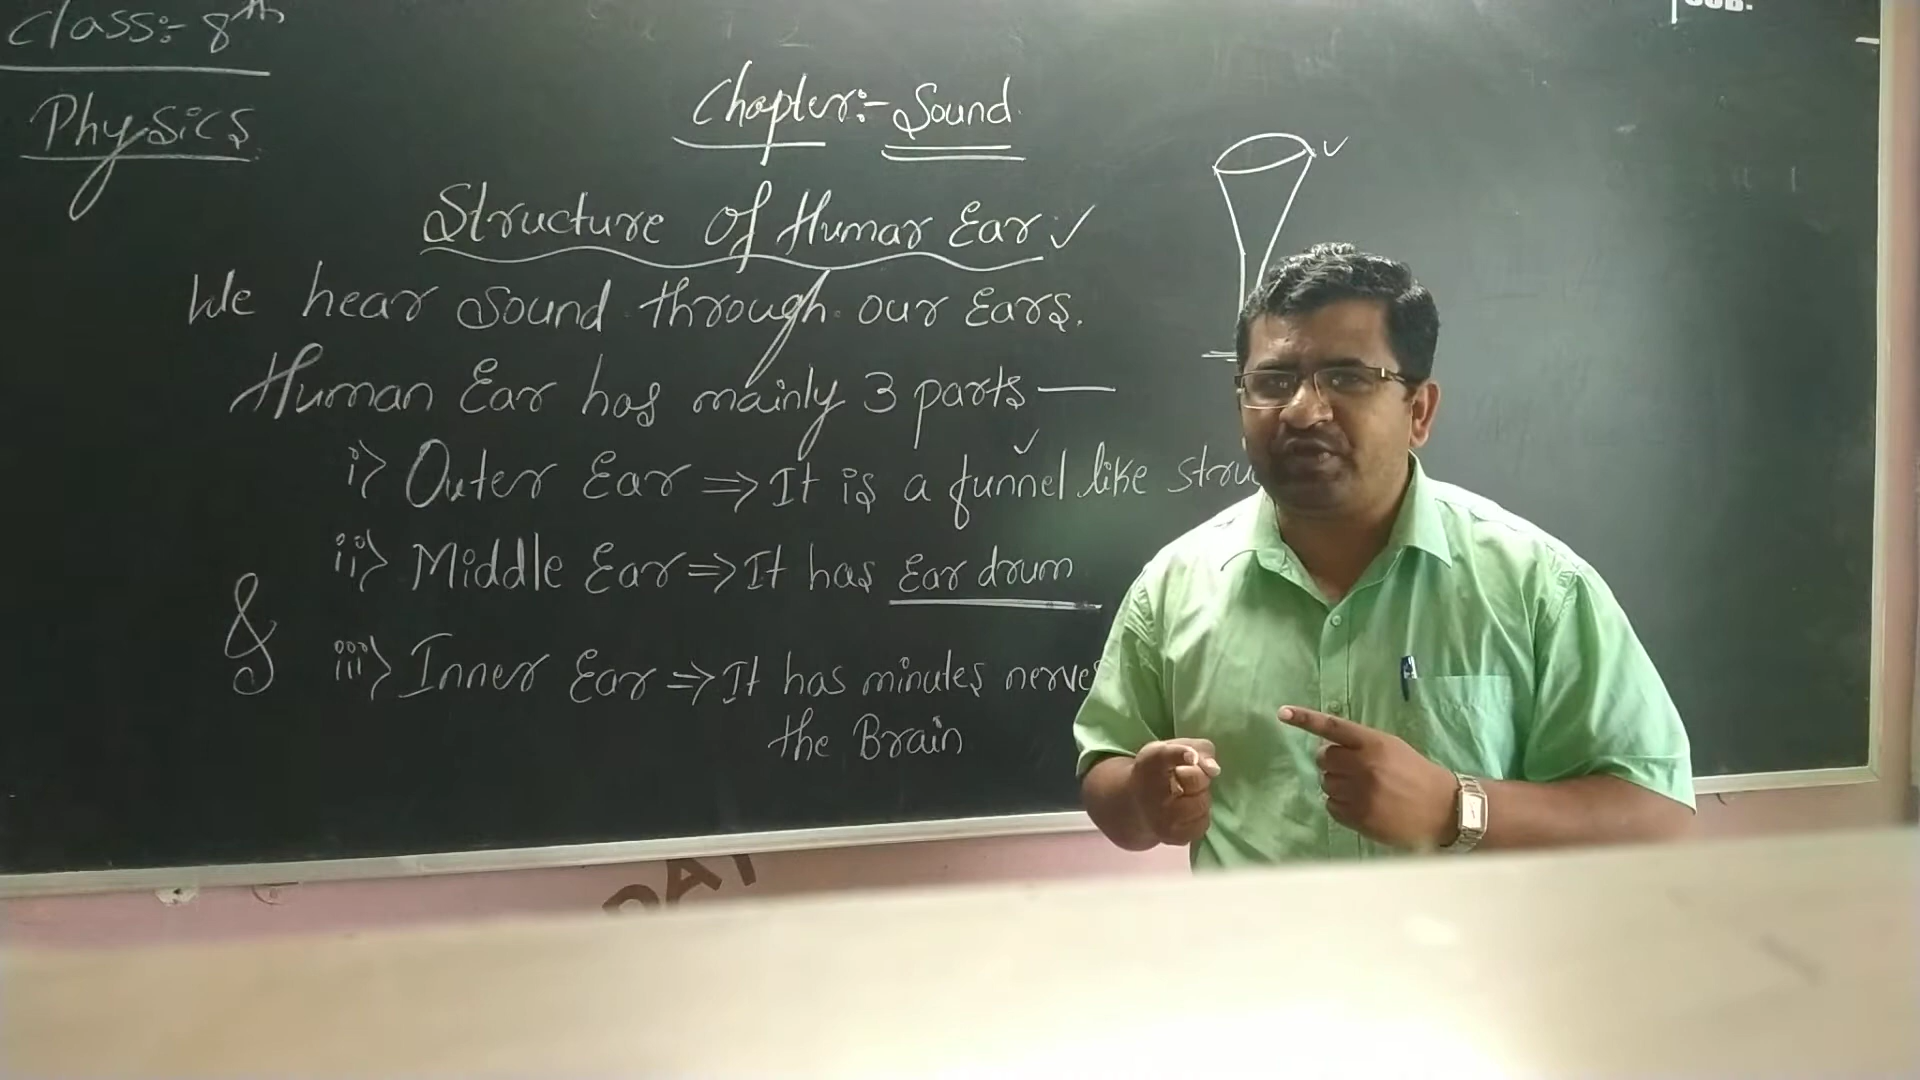 Class:- 8th
Physics
Chapter:- Sound
Structure Of Human Ear ✓
We hear Sound through our Ears.
Human Ear has mainly 3 parts —
i) Outer Ear ⇒ It is a funnel like
ii) Middle Ear ⇒ It has Ear drum
& iii) Inner Ear ⇒ It has minutes nerves
the Brain